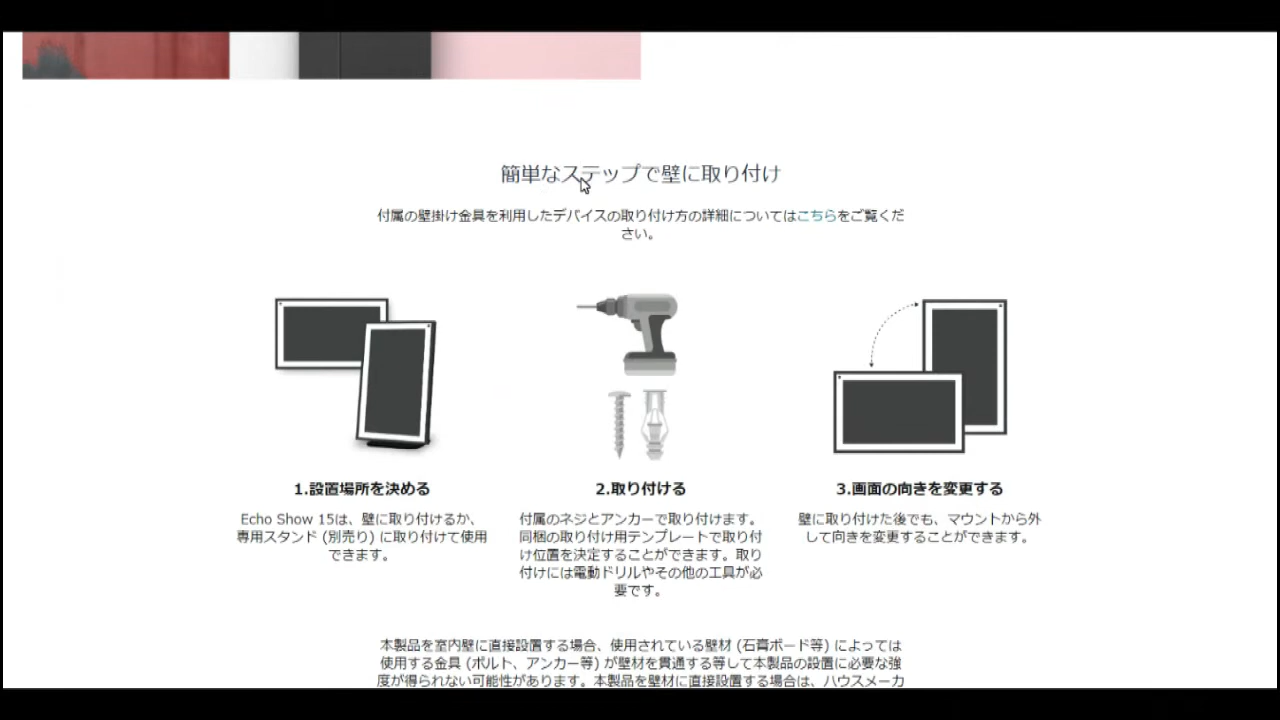 簡単なステップで壁に取り付け
付属の壁掛け金具を利用したデバイスの取り付け方の詳細についてはこちらをご覧くだ
さい。
1.設置場所を決める
Echo Show 15は、壁に取り付けるか、
専用スタンド (別売り) に取り付けて使用
できます。
2.取り付ける
付属のネジとアンカーで取り付けます。
同梱の取り付け用テンプレートで取り付
け位置を決定することができます。取り
付けには電動ドリルやその他の工具が必
要です。
3.画面の向きを変更する
壁に取り付けた後でも、マウントから外
して向きを変更することができます。
本製品を室内壁に直接設置する場合、使用されている壁材 (石膏ボード等) によっては
使用する金具 (ボルト、アンカー等) が壁材を貫通する等して本製品の設置に必要な強
度が得られない可能性があります。本製品を壁材に直接設置する場合は、ハウスメーカ